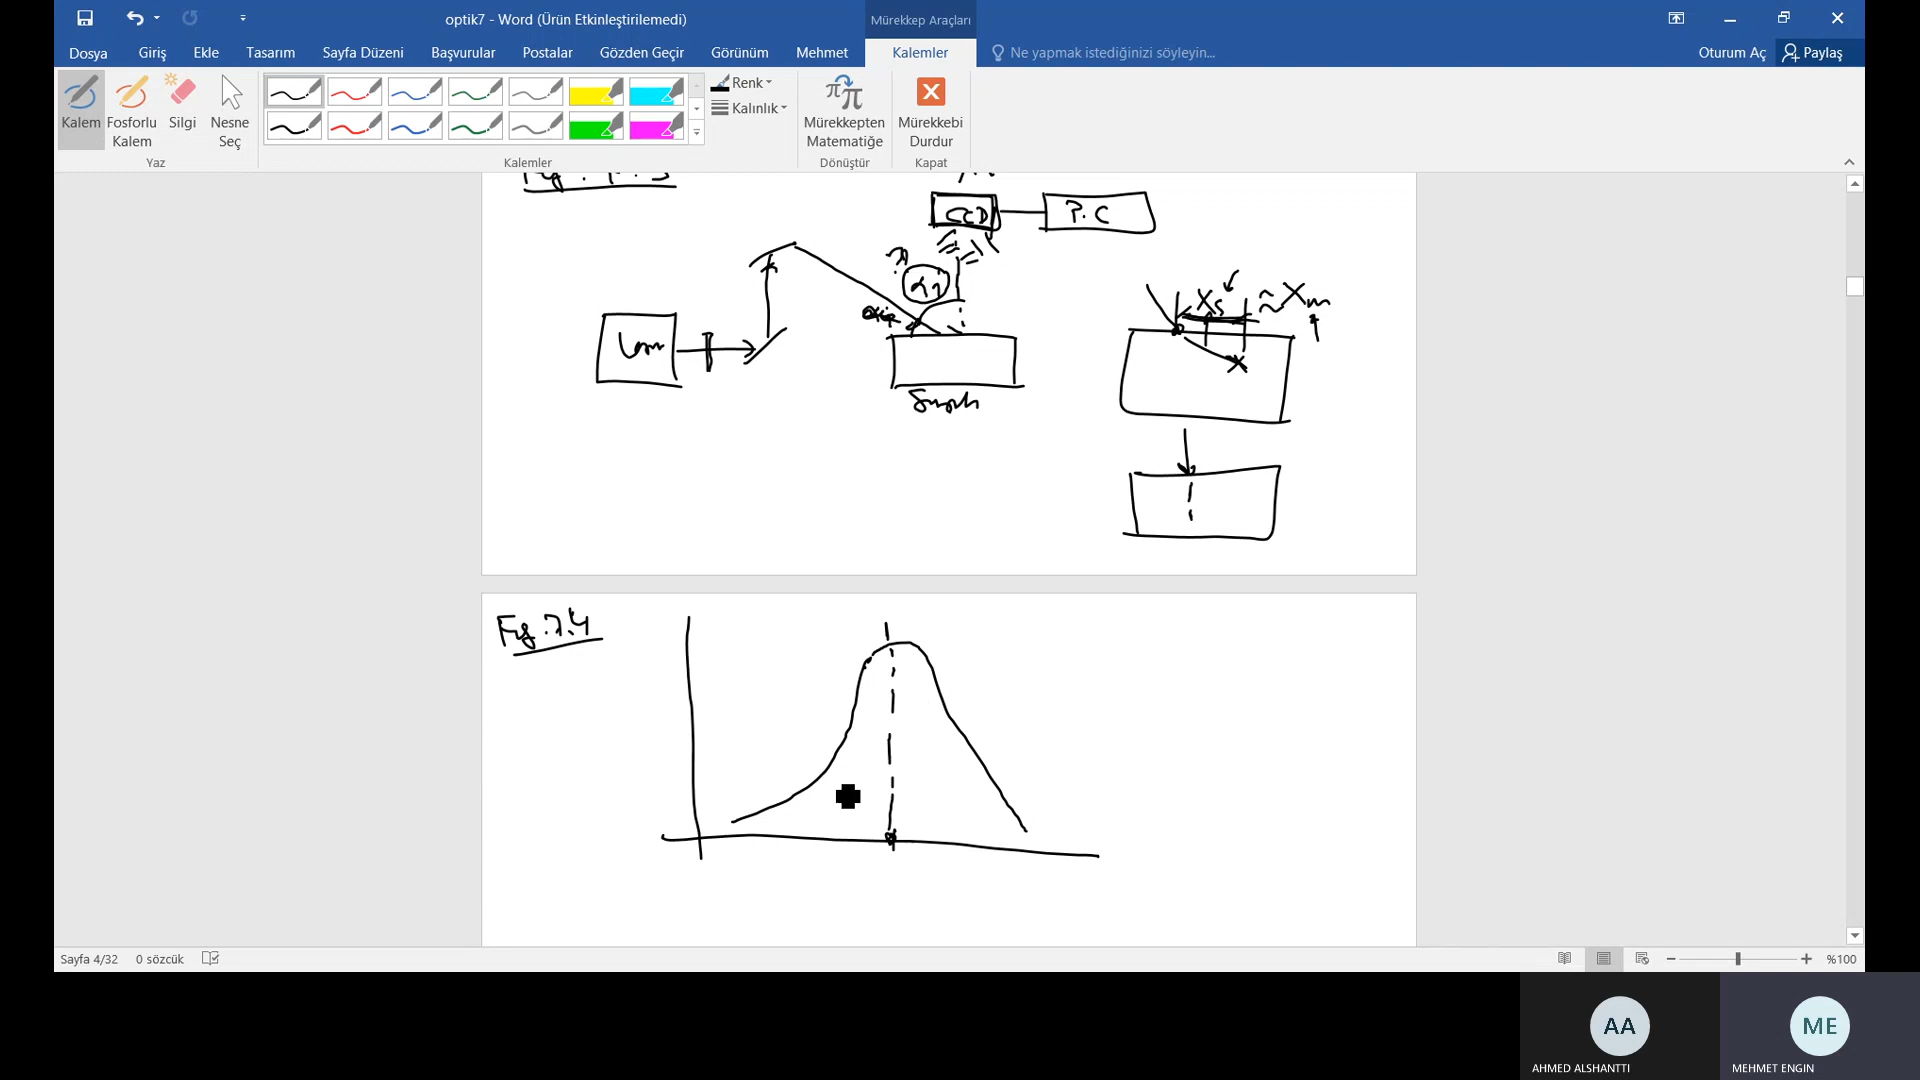 optik7 - Word (Ürün Etkinleştirilemedi)
Mürekkep Araçları
Dosya Giriş Ekle Tasarım Sayfa Düzeni Başvurular Postalar Gözden Geçir Görünüm Mehmet Kalemler Ne yapmak istediğinizi söyleyin... Oturum Aç Paylaş
Kalem Fosforlu Kalem Silgi Nesne Seç
Renk
Kalınlık
Mürekkepten Matematiğe
Mürekkebi Durdur
Yaz Kalemler Dönüştür Kapat
CCD P.C
α1
Xs ≈ Xm
Fig. 7.4
Sayfa 4/32 0 sözcük %100
AA ME
AHMED ALSHANTTI MEHMET ENGIN